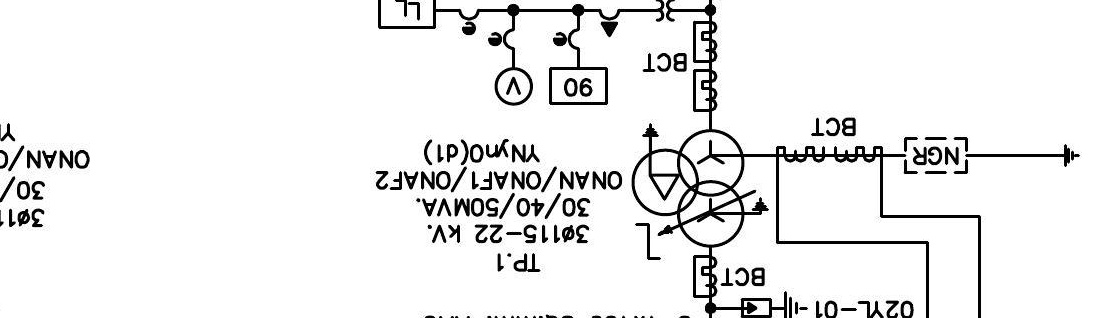 02YL-01
BCT
TP.1
3ø115-22 kV.
30/40/50MVA.
ONAN/ONAF1/ONAF2
YNyn0(d1)
3ø11
30/
ONAN/
NGR
BCT
BCT
90
V